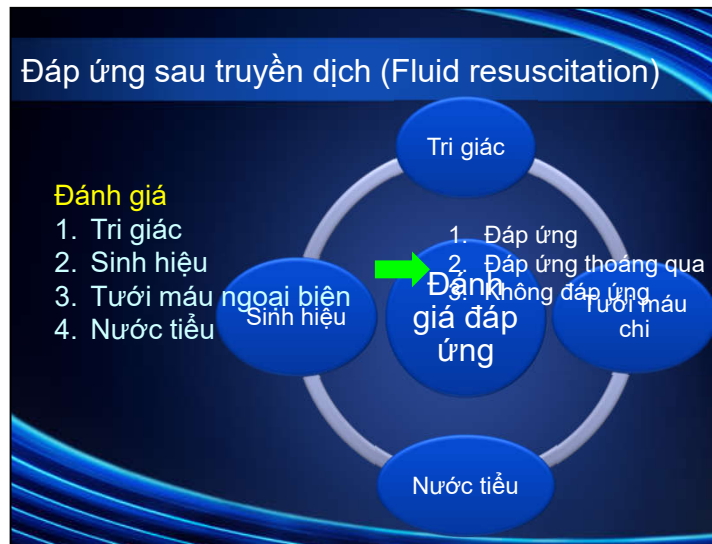 Đáp ứng sau truyền dịch (Fluid resuscitation)
Tri giác
Đánh giá
1. Tri giác
2. Sinh hiệu
3. Tưới máu ngoại biên
4. Nước tiểu
1. Đáp ứng
2. Đáp ứng thoáng qua
3. Không đáp ứng
Sinh hiệu
Đánh
giá đáp
ứng
Tưới máu
chi
Nước tiểu